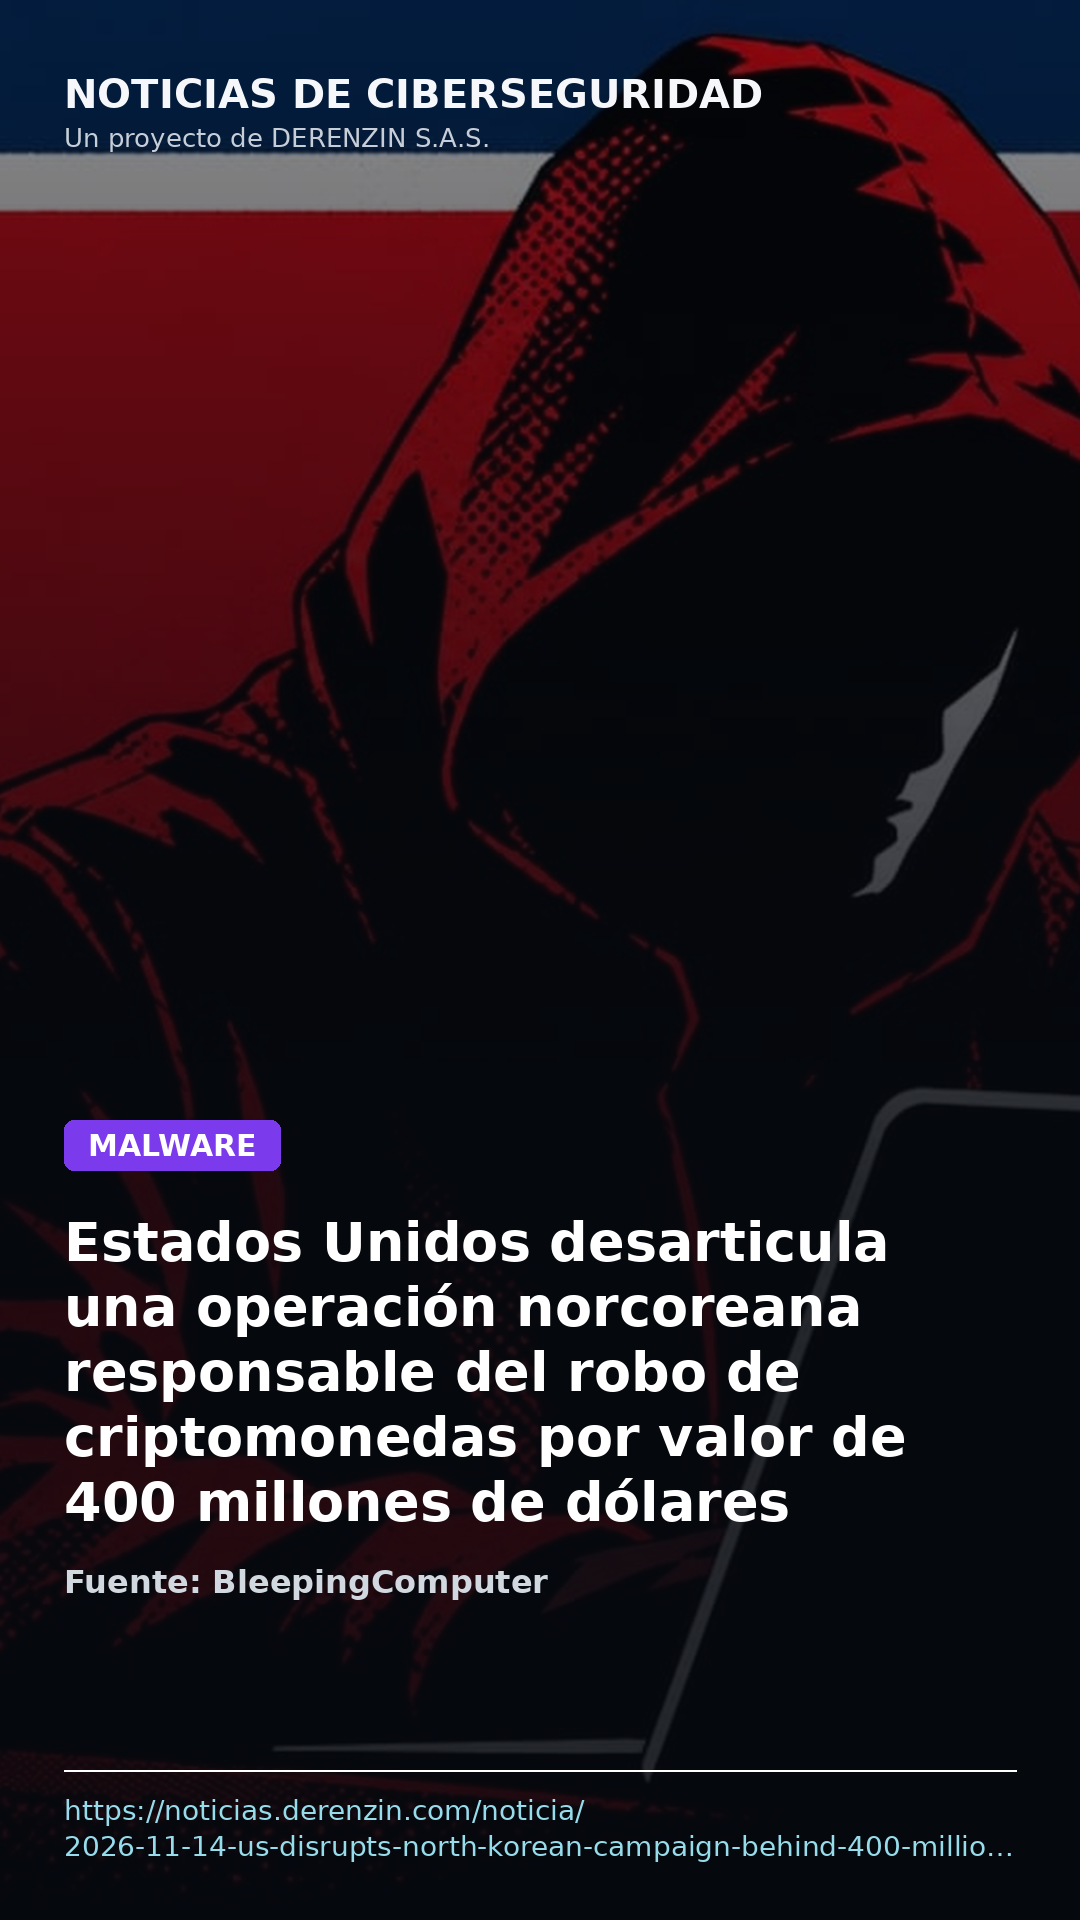 NOTICIAS DE CIBERSEGURIDAD
Un proyecto de DERENZIN S.A.S.
MALWARE
Estados Unidos desarticula
una operación norcoreana
responsable del robo de
criptomonedas por valor de
400 millones de dólares
Fuente: BleepingComputer
https://noticias.derenzin.com/noticia/
2026-11-14-us-disrupts-north-korean-campaign-behind-400-millio...